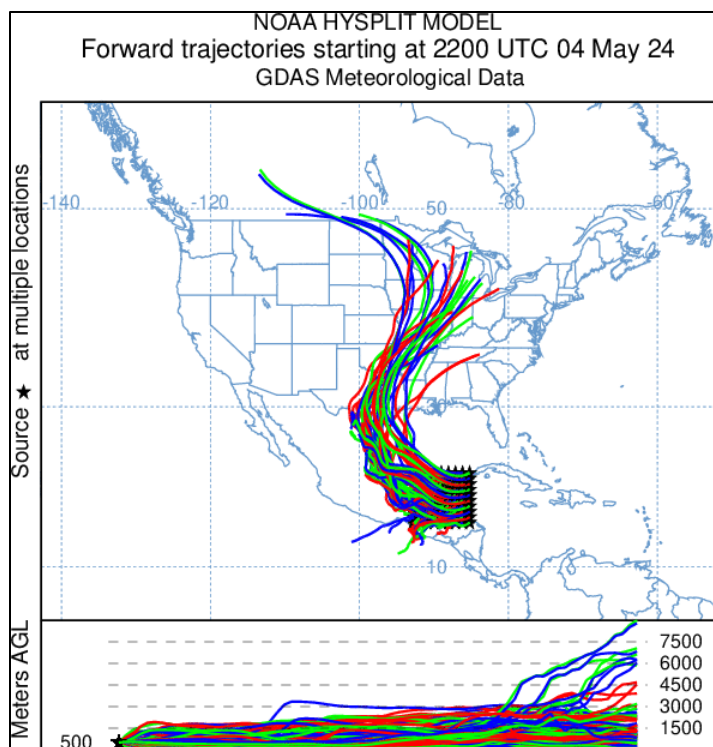 NOAA HYSPLIT MODEL
Forward trajectories starting at 2200 UTC 04 May 24
GDAS Meteorological Data
Source ★ at multiple locations
-140
-120
-100
-80
-60
50
30
10
Meters AGL
7500
6000
4500
3000
1500
500